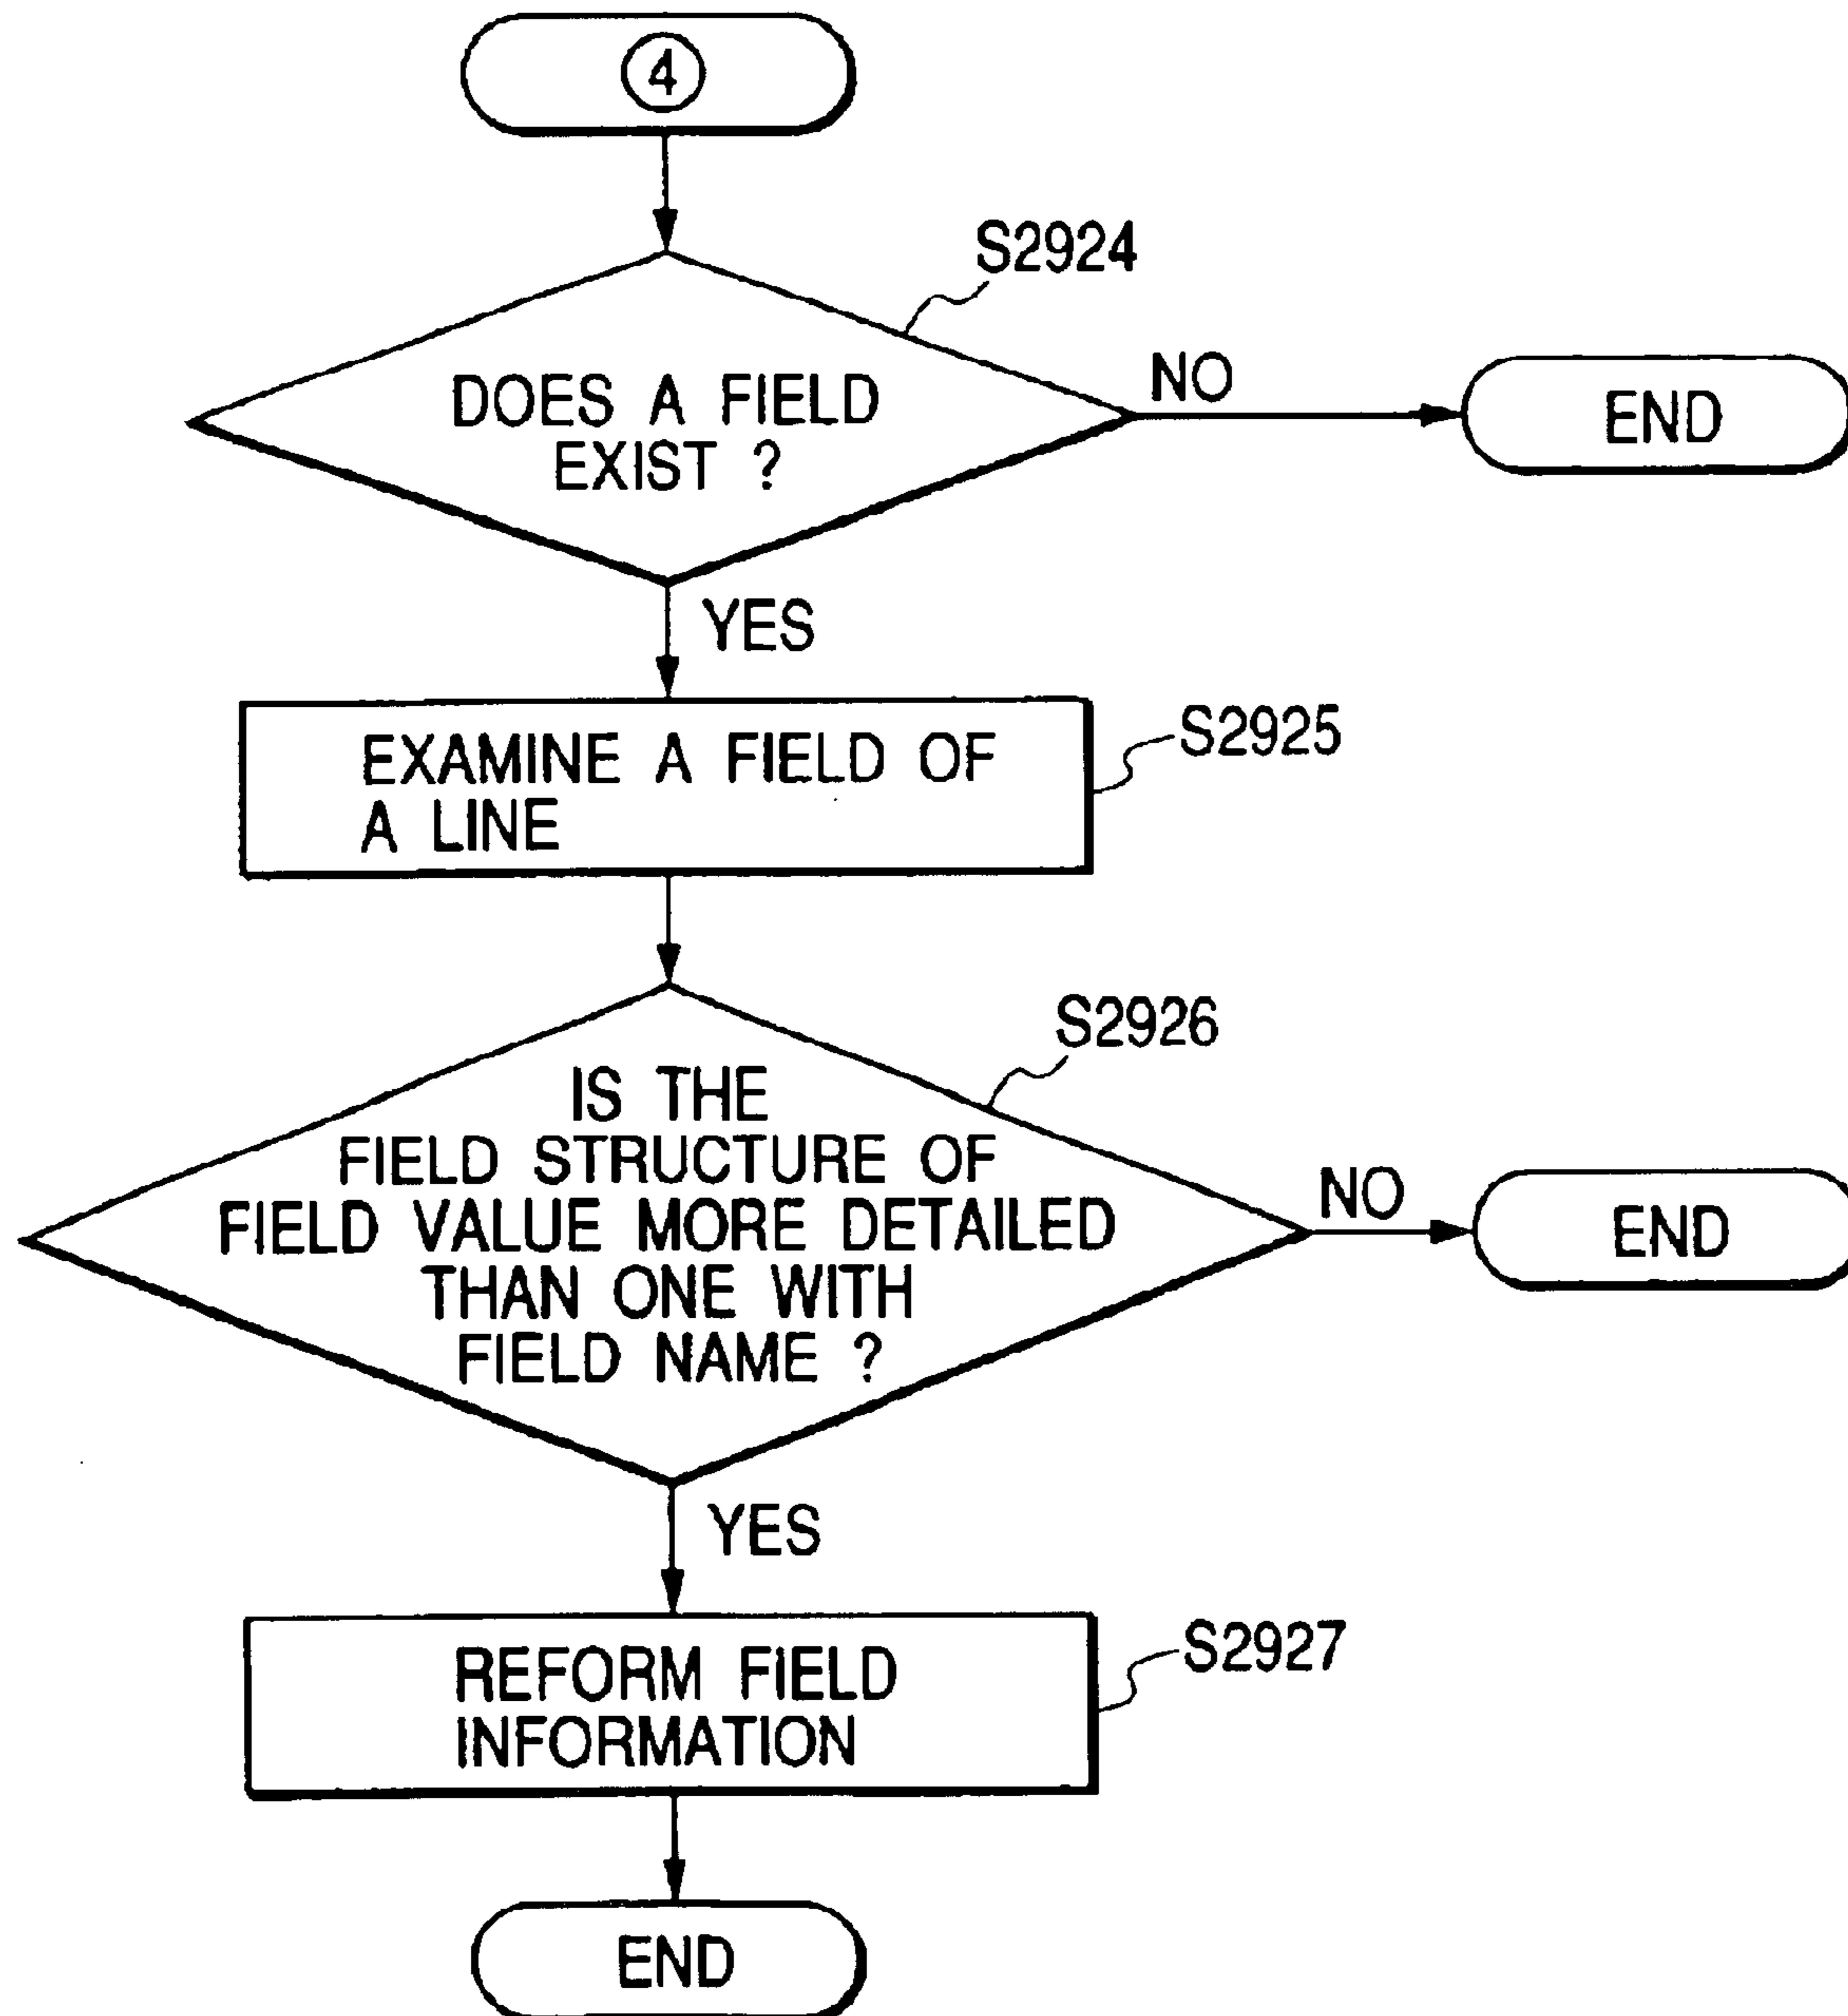 4
S2924
DOES A FIELD
EXIST ?
NO
END
YES
EXAMINE A FIELD OF
A LINE
S2925
S2926
IS THE
FIELD STRUCTURE OF
FIELD VALUE MORE DETAILED
THAN ONE WITH
FIELD NAME ?
NO
END
YES
REFORM FIELD
INFORMATION
S2927
END